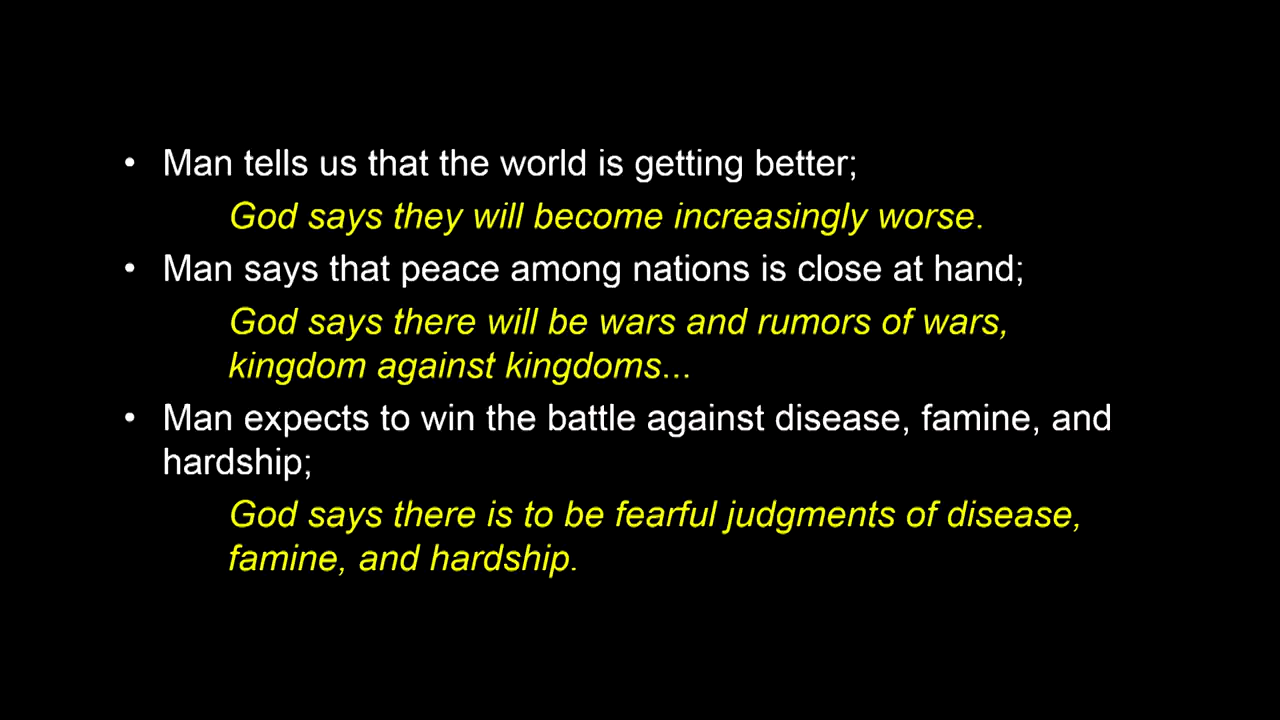 • Man tells us that the world is getting better;
God says they will become increasingly worse.
• Man says that peace among nations is close at hand;
God says there will be wars and rumors of wars,
kingdom against kingdoms...
• Man expects to win the battle against disease, famine, and
hardship;
God says there is to be fearful judgments of disease,
famine, and hardship.